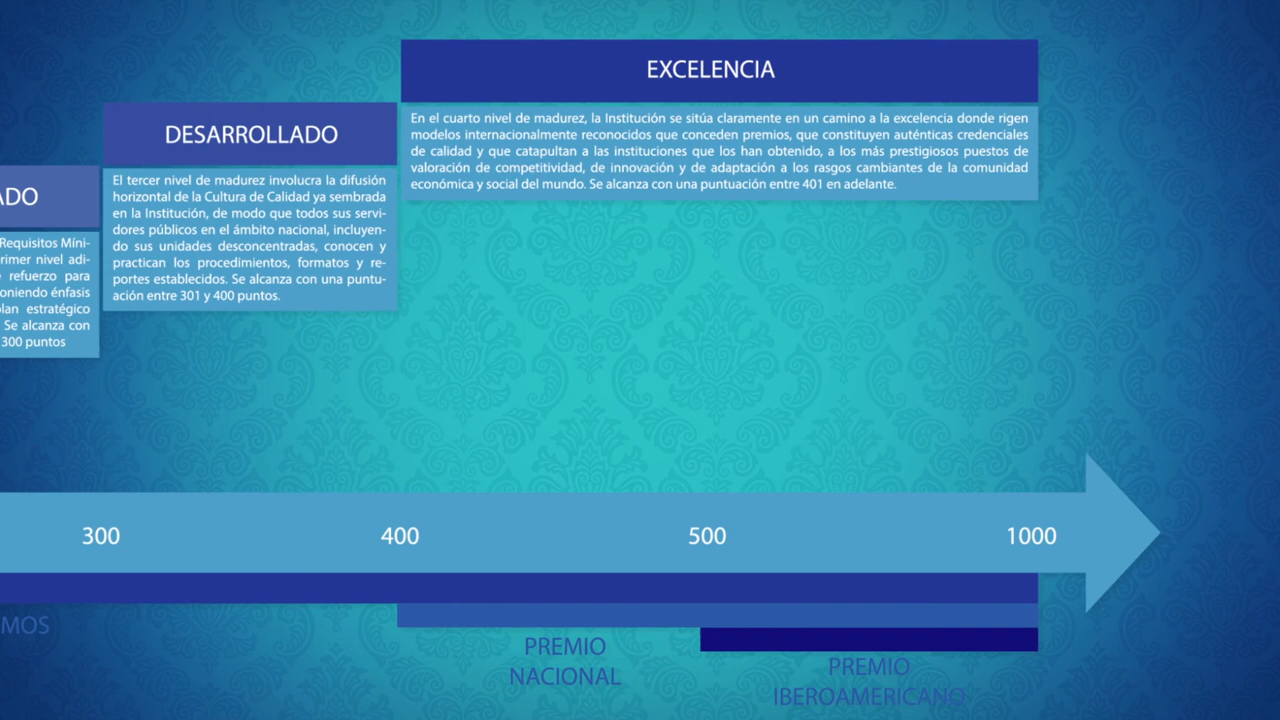 EXCELENCIA
En el cuarto nivel de madurez, la Institución se sitúa claramente en un camino a la excelencia donde rigen
modelos internacionalmente reconocidos que conceden premios, que constituyen auténticas credenciales
de calidad y que catapultan a las instituciones que los han obtenido, a los más prestigiosos puestos de
valoración de competitividad, de innovación y de adaptación a los rasgos cambiantes de la comunidad
económica y social del mundo. Se alcanza con una puntuación entre 401 en adelante.
DESARROLLADO
El tercer nivel de madurez involucra la difusión
horizontal de la Cultura de Calidad ya sembrada
en la Institución, de modo que todos sus servi-
dores públicos en el ámbito nacional, incluyen-
do sus unidades desconcentradas, conocen y
practican los procedimientos, formatos y re-
portes establecidos. Se alcanza con una puntu-
ación entre 301 y 400 puntos.
ADO
Requisitos Míni-
rimer nivel adi-
e refuerzo para
oniendo énfasis
lan estratégico
Se alcanza con
300 puntos
300 400 500 1000
MOS
PREMIO
NACIONAL
PREMIO
IBEROAMERICANO